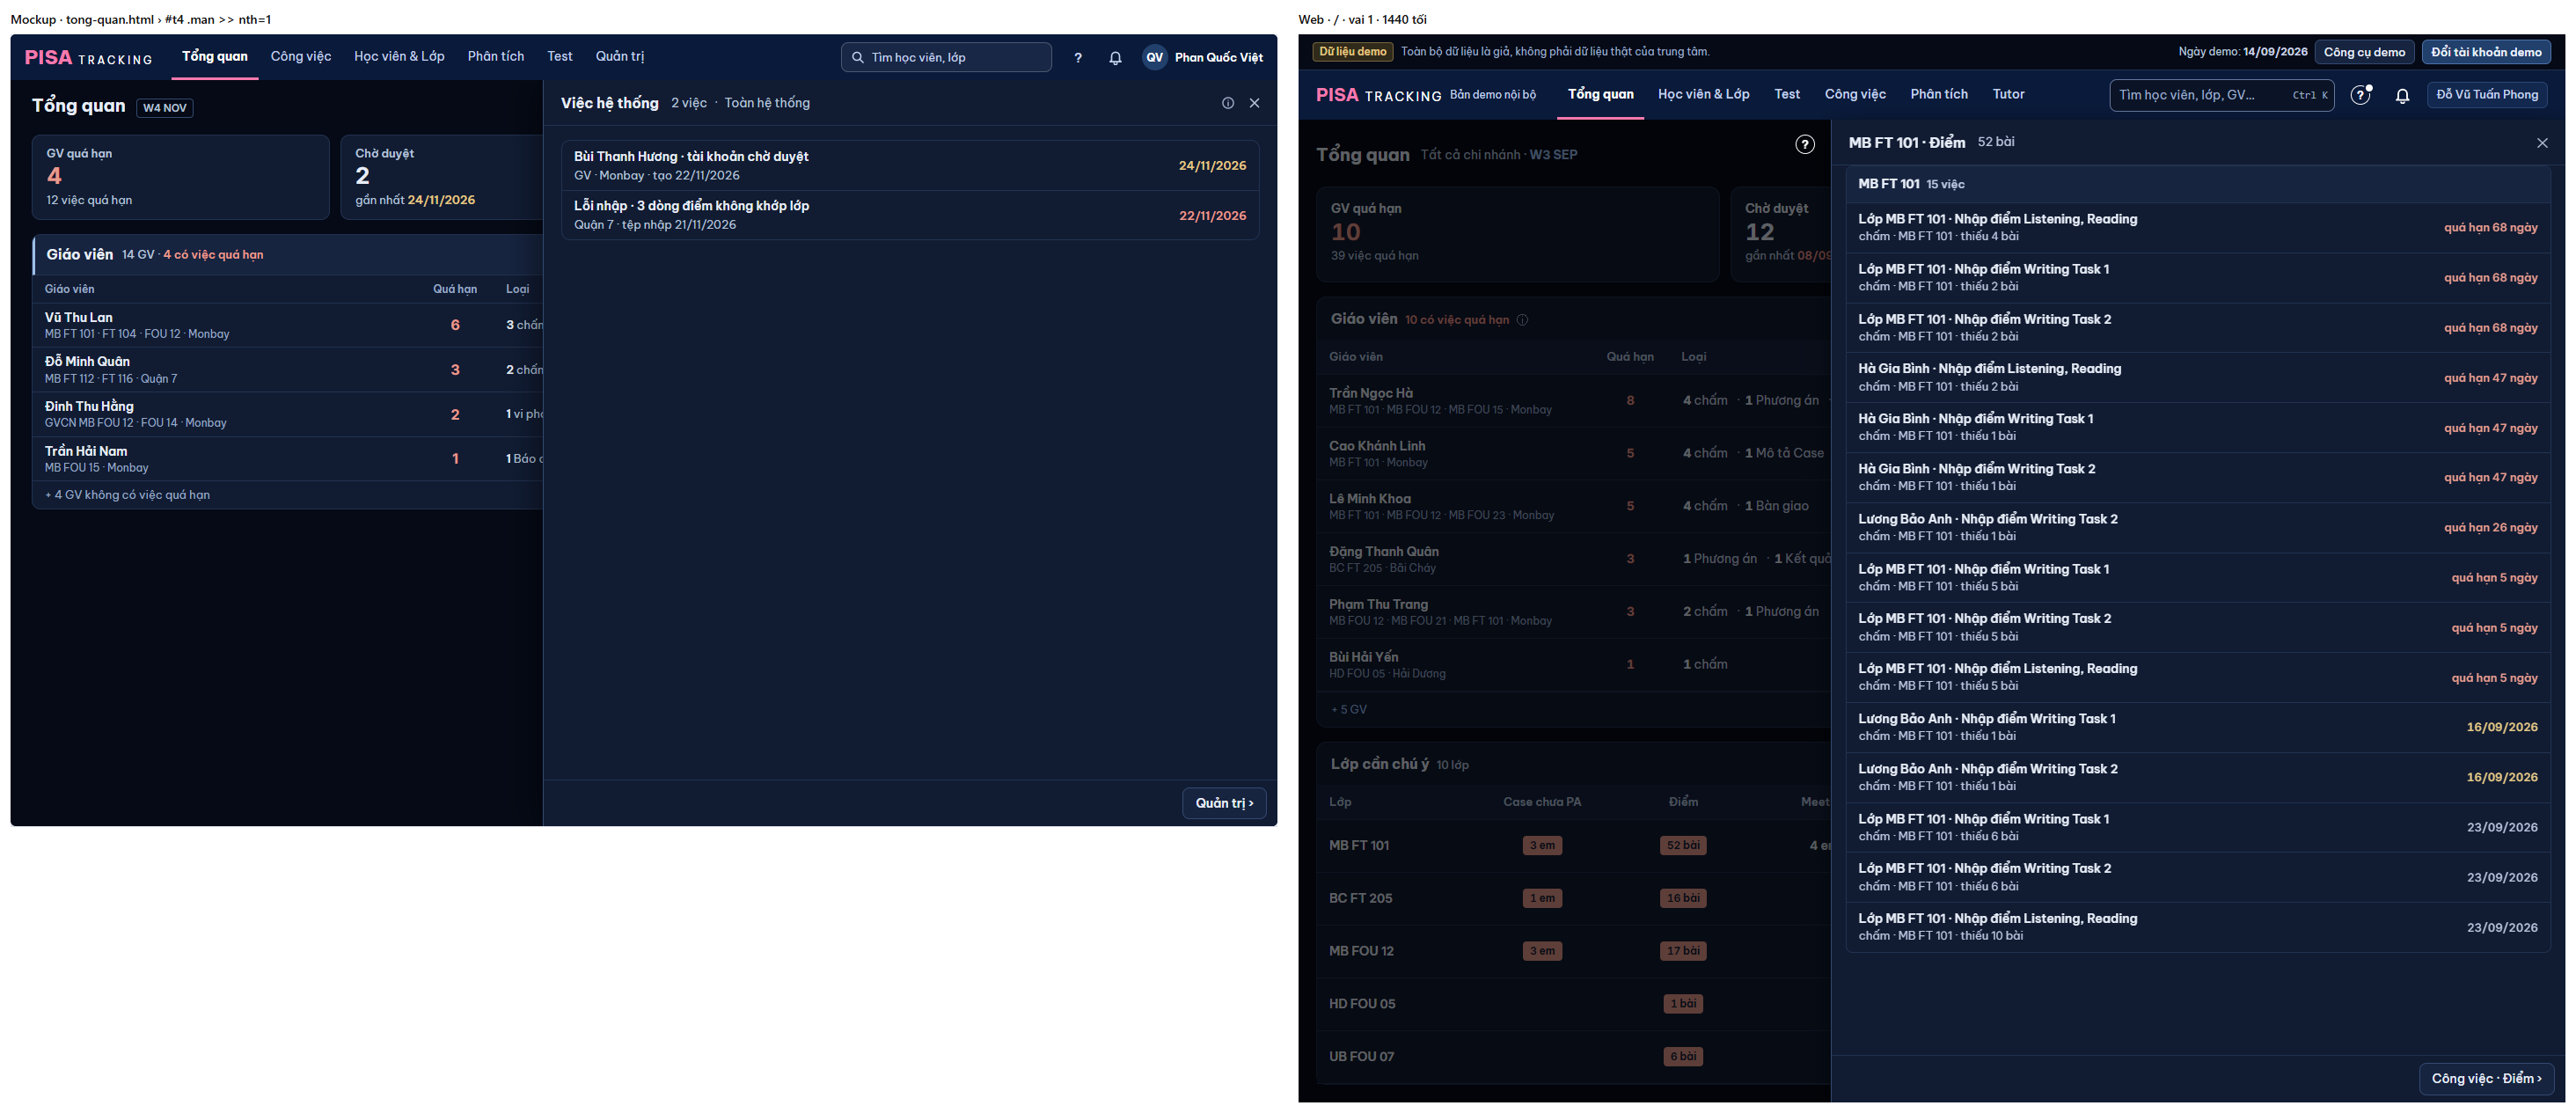 Mockup · tong-quan.html › #t4 .man >> nth=1
PISA TRACKING Tổng quan Công việc Học viên & Lớp Phân tích Test Quản trị Tìm học viên, lớp ? QV Phan Quốc Việt
Tổng quan W4 NOV
GV quá hạn
4
12 việc quá hạn
Chờ duyệt
2
gần nhất 24/11/2026
Giáo viên 14 GV · 4 có việc quá hạn
Giáo viên Quá hạn Loại
Vũ Thu Lan
MB FT 101 · FT 104 · FOU 12 · Monbay
6 3 chấm
Đỗ Minh Quân
MB FT 112 · FT 116 · Quận 7
3 2 chấm
Đinh Thu Hằng
GVCN MB FOU 12 · FOU 14 · Monbay
2 1 vi
Trần Hải Nam
MB FOU 15 · Monbay
1 1 Báo
+ 4 GV không có việc quá hạn
Việc hệ thống 2 việc · Toàn hệ thống
Bùi Thanh Hương · tài khoản chờ duyệt
GV · Monbay · tạo 22/11/2026
24/11/2026
Lỗi nhập · 3 dòng điểm không khớp lớp
Quận 7 · tệp nhập 21/11/2026
22/11/2026
Quản trị ›
Web · / · vai 1 · 1440 tối
Dữ liệu demo Toàn bộ dữ liệu là giả, không phải dữ liệu thật của trung tâm. Ngày demo: 14/09/2026 Công cụ demo Đổi tài khoản demo
PISA TRACKING Bản demo nội bộ Tổng quan Học viên & Lớp Test Công việc Phân tích Tutor Tìm học viên, lớp, GV... Ctrl K ? Đỗ Vũ Tuấn Phong
Tổng quan Tất cả chi nhánh · W3 SEP ?
GV quá hạn
10
39 việc quá hạn
Chờ duyệt
12
gần nhất 08/09
Giáo viên 10 có việc quá hạn
Giáo viên Quá hạn Loại
Trần Ngọc Hà
MB FT 101 · MB FOU 12 · MB FOU 15 · Monbay
8 4 chấm · 1 Phương án ·
Cao Khánh Linh
MB FT 101 · Monbay
5 4 chấm · 1 Mô tả Case
Lê Minh Khoa
MB FT 101 · MB FOU 12 · MB FOU 23 · Monbay
5 4 chấm · 1 Bàn giao
Đặng Thanh Quân
BC FT 205 · Bãi Cháy
3 1 Phương án · 1 Kết quả
Phạm Thu Trang
MB FOU 12 · MB FOU 21 · MB FT 101 · Monbay
3 2 chấm · 1 Phương án
Bùi Hải Yến
HD FOU 05 · Hải Dương
1 1 chấm
+ 5 GV
Lớp cần chú ý 10 lớp
Lớp Case chưa PA Điểm Meet
MB FT 101 3 em 52 bài 4
BC FT 205 1 em 16 bài
MB FOU 12 3 em 17 bài
HD FOU 05 1 bài
UB FOU 07 6 bài
MB FT 101 · Điểm 52 bài
MB FT 101 15 việc
Lớp MB FT 101 · Nhập điểm Listening, Reading
chấm · MB FT 101 · thiếu 4 bài
quá hạn 68 ngày
Lớp MB FT 101 · Nhập điểm Writing Task 1
chấm · MB FT 101 · thiếu 2 bài
quá hạn 68 ngày
Lớp MB FT 101 · Nhập điểm Writing Task 2
chấm · MB FT 101 · thiếu 2 bài
quá hạn 68 ngày
Hà Gia Bình · Nhập điểm Listening, Reading
chấm · MB FT 101 · thiếu 2 bài
quá hạn 47 ngày
Hà Gia Bình · Nhập điểm Writing Task 1
chấm · MB FT 101 · thiếu 1 bài
quá hạn 47 ngày
Hà Gia Bình · Nhập điểm Writing Task 2
chấm · MB FT 101 · thiếu 1 bài
quá hạn 47 ngày
Lương Bảo Anh · Nhập điểm Writing Task 2
chấm · MB FT 101 · thiếu 1 bài
quá hạn 26 ngày
Lớp MB FT 101 · Nhập điểm Writing Task 1
chấm · MB FT 101 · thiếu 5 bài
quá hạn 5 ngày
Lớp MB FT 101 · Nhập điểm Writing Task 2
chấm · MB FT 101 · thiếu 5 bài
quá hạn 5 ngày
Lớp MB FT 101 · Nhập điểm Listening, Reading
chấm · MB FT 101 · thiếu 5 bài
quá hạn 5 ngày
Lương Bảo Anh · Nhập điểm Writing Task 1
chấm · MB FT 101 · thiếu 1 bài
16/09/2026
Lương Bảo Anh · Nhập điểm Writing Task 2
chấm · MB FT 101 · thiếu 1 bài
16/09/2026
Lớp MB FT 101 · Nhập điểm Writing Task 1
chấm · MB FT 101 · thiếu 6 bài
23/09/2026
Lớp MB FT 101 · Nhập điểm Writing Task 2
chấm · MB FT 101 · thiếu 6 bài
23/09/2026
Lớp MB FT 101 · Nhập điểm Listening, Reading
chấm · MB FT 101 · thiếu 10 bài
23/09/2026
Công việc · Điểm ›